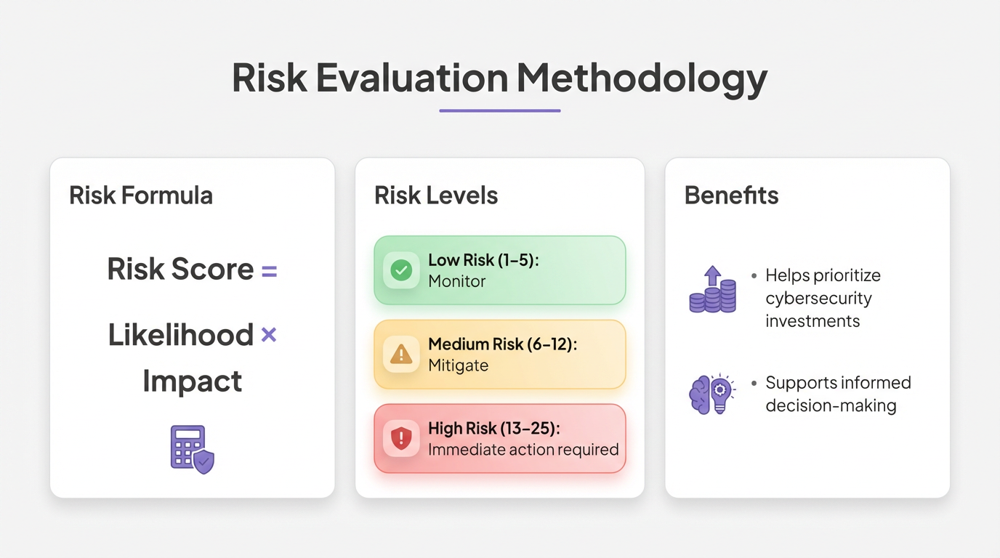 Risk Evaluation Methodology
Risk Formula
Risk Score =
Likelihood ×
Impact
Risk Levels
Low Risk (1–5):
Monitor
Medium Risk (6–12):
Mitigate
High Risk (13–25):
Immediate action required
Benefits
• Helps prioritize
cybersecurity
investments
• Supports informed
decision-making